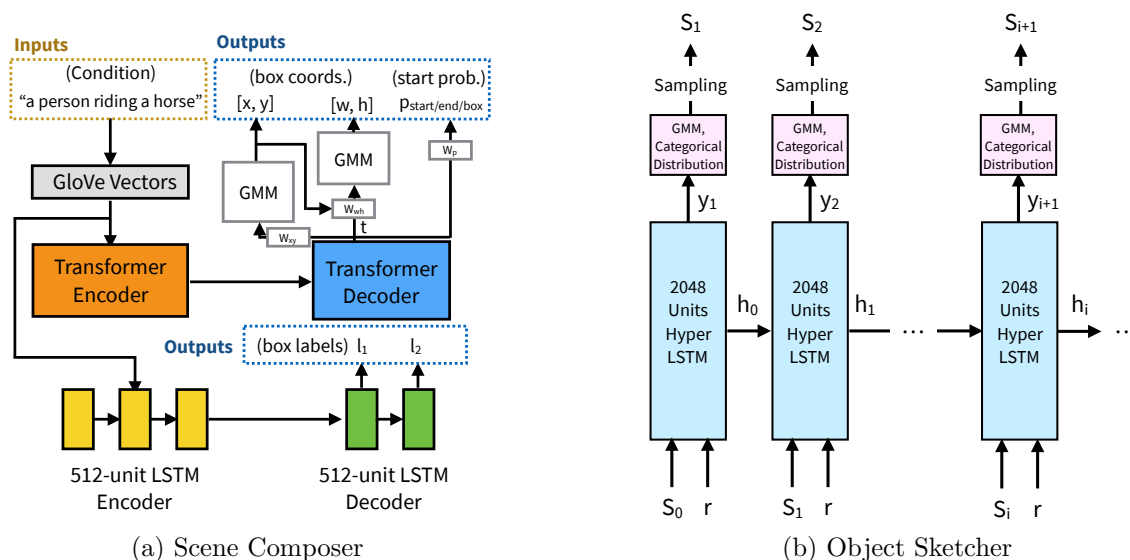 Inputs
(Condition)
“a person riding a horse”
GloVe Vectors
Transformer
Encoder
Outputs
(box coords.)
(start prob.)
[x, y]
[w, h]
pstart/end/box
GMM
GMM
wp
wwh
wxy
t
Transformer
Decoder
Outputs
(box labels) l1 l2
512-unit LSTM
Encoder
512-unit LSTM
Decoder
(a) Scene Composer
S1
S2
Si+1
Sampling
Sampling
Sampling
GMM,
Categorical
Distribution
GMM,
Categorical
Distribution
GMM,
Categorical
Distribution
y1
y2
yi+1
2048
Units
Hyper
LSTM
h0
2048
Units
Hyper
LSTM
h1
...
2048
Units
Hyper
LSTM
hi
..
S0 r
S1 r
Si r
(b) Object Sketcher